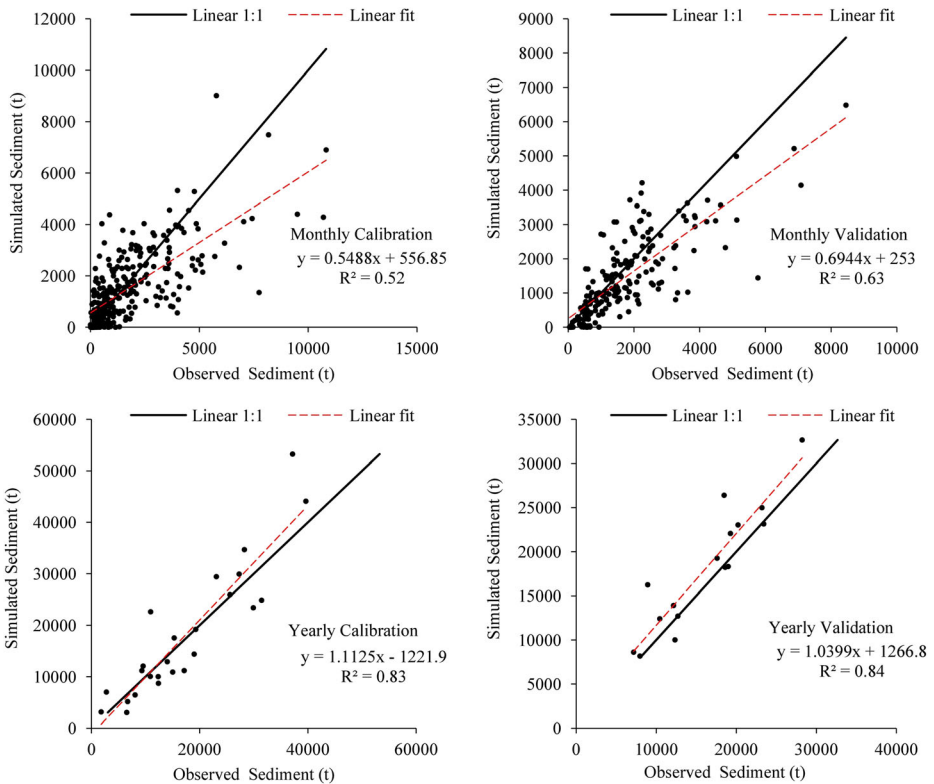 Linear 1:1 Linear fit
12000
10000
8000
6000
4000
2000
0
Simulated Sediment (t)
Monthly Calibration
y = 0.5488x + 556.85
R² = 0.52
0 5000 10000 15000
Observed Sediment (t)
Linear 1:1 Linear fit
9000
8000
7000
6000
5000
4000
3000
2000
1000
0
Simulated Sediment (t)
Monthly Validation
y = 0.6944x + 253
R² = 0.63
0 2000 4000 6000 8000 10000
Observed Sediment (t)
Linear 1:1 Linear fit
60000
50000
40000
30000
20000
10000
0
Simulated Sediment (t)
Yearly Calibration
y = 1.1125x - 1221.9
R² = 0.83
0 20000 40000 60000
Observed Sediment (t)
Linear 1:1 Linear fit
35000
30000
25000
20000
15000
10000
5000
0
Simulated Sediment (t)
Yearly Validation
y = 1.0399x + 1266.8
R² = 0.84
0 10000 20000 30000 40000
Observed Sediment (t)